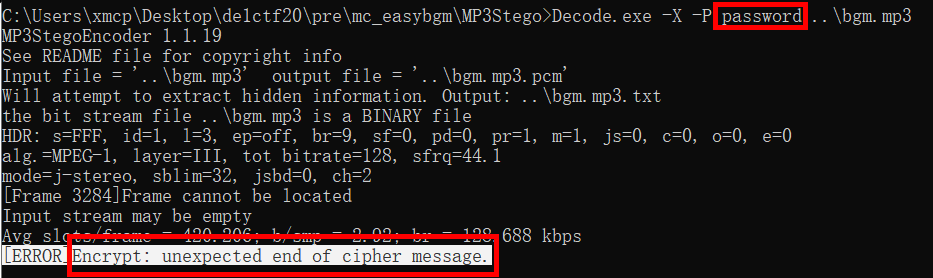 C:\Users\xmcp\Desktop\de1ctf20\pre\mc_easybgm\MP3Stego>Decode.exe -X -P password ..\bgm.mp3
MP3StegoEncoder 1.1.19
See README file for copyright info
Input file = '..\bgm.mp3'  output file = '..\bgm.mp3.pcm'
Will attempt to extract hidden information. Output: ..\bgm.mp3.txt
the bit stream file ..\bgm.mp3 is a BINARY file
HDR: s=FFF, id=1, l=3, ep=off, br=9, sf=0, pd=0, pr=1, m=1, js=0, c=0, o=0, e=0
alg.=MPEG-1, layer=III, tot bitrate=128, sfrq=44.1
mode=j-stereo, sblim=32, jsbd=0, ch=2
[Frame 3284]Frame cannot be located
Input stream may be empty
Avg slots/frame = 420.206; b/smp = 2.92; br = 128.688 kbps
[ERROR]Encrypt: unexpected end of cipher message.